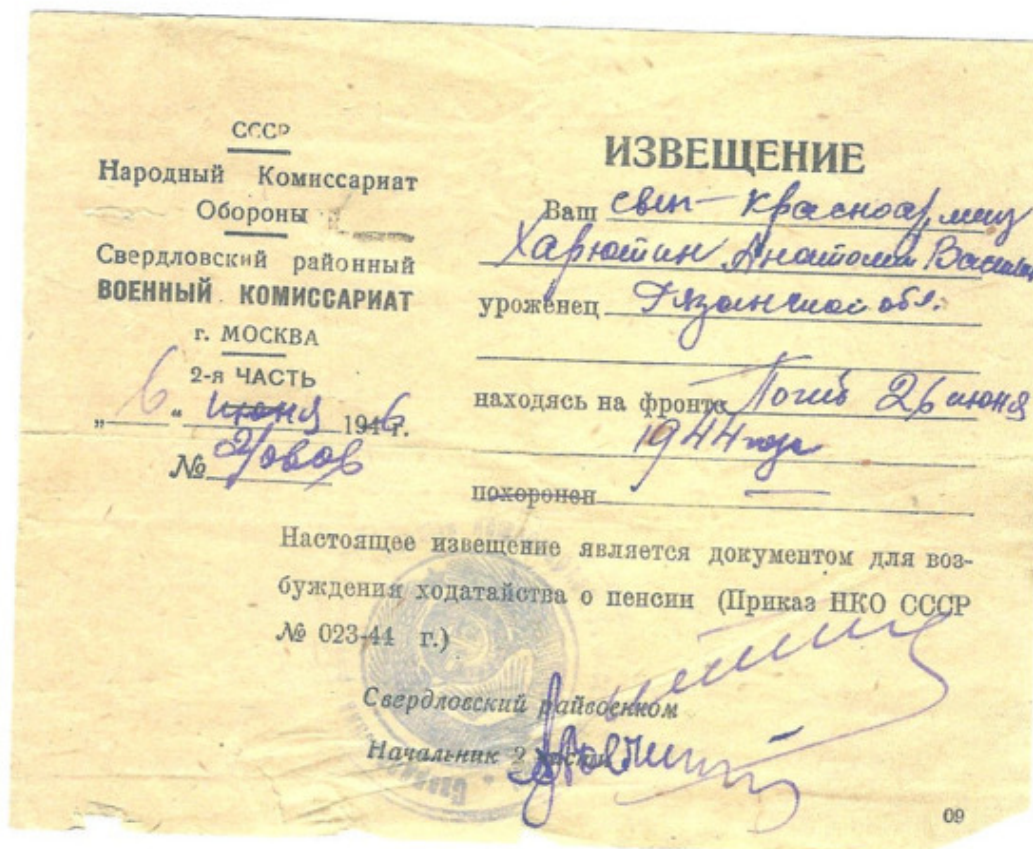 СССР
Народный Комиссариат
Обороны
Свердловский районный
ВОЕННЫЙ КОМИССАРИАТ
г. МОСКВА
2-я ЧАСТЬ
„ 6 “ июня 1946 г.
№
ИЗВЕЩЕНИЕ
Ваш сын – красноармеец
Харютин Анатолий
уроженец Рязанской обл.
находясь на фронте Погиб 26 июня
1944 года
похоронен —
Настоящее извещение является документом для воз-
буждения ходатайства о пенсии (Приказ НКО СССР
№ 023-44 г.)
Свердловский райвоенком
Начальник 2 части
09